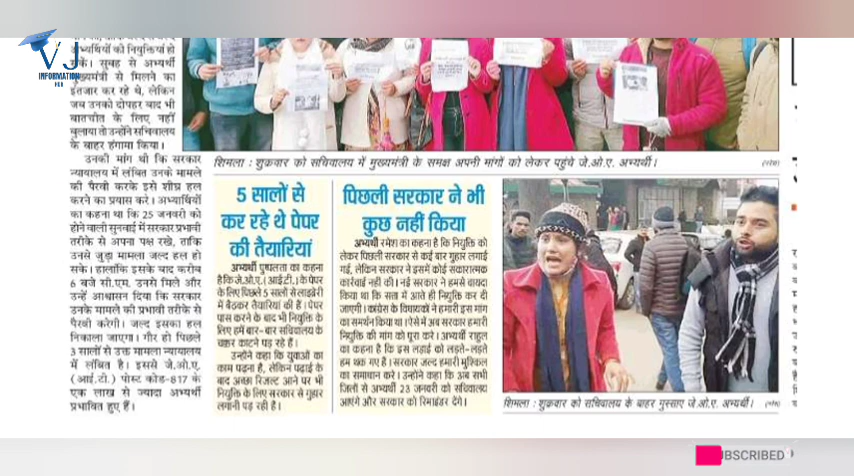 अभ्यर्थियों को नियुक्तियां हो
सकें। सुबह से अभ्यर्थी
मुख्यमंत्री से मिलने का
इंतजार कर रहे थे, लेकिन
जब उनको दोपहर बाद भी
बातचीत के लिए नहीं
बुलाया तो उन्होंने सचिवालय
के बाहर हंगामा किया।
उनकी मांग थी कि सरकार
न्यायालय में लंबित उनके मामले
की पैरवी करके इसे शीघ्र हल
करने का प्रयास करे। अभ्यार्थियों
का कहना था कि 25 जनवरी को
होने वाली सुनवाई में सरकार प्रभावी
तरीके से अपना पक्ष रखे, ताकि
उनसे जुड़ा मामला जल्द हल हो
सके। हालांकि इसके बाद करीब
6 बजे सी.एम. उनसे मिले और
उन्हें आश्वासन दिया कि सरकार
उनके मामले की प्रभावी तरीके से
पैरवी करेगी। जल्द इसका हल
निकाला जाएगा। गौर हो पिछले
3 सालों से उक्त मामला न्यायालय
में लंबित है। इससे जे.ओ.ए.
(आई.टी.) पोस्ट कोड-817 के
एक लाख से ज्यादा अभ्यर्थी
प्रभावित हुए हैं।
VJ
INFORMATION
HUB
शिमला : शुक्रवार को सचिवालय में मुख्यमंत्री के समक्ष अपनी मांगों को लेकर पहुंचे जे.ओ.ए. अभ्यर्थी।
5 सालों से
कर रहे थे पेपर
की तैयारियां
अभ्यर्थी पुष्पलता का कहना
है कि जे.ओ.ए. (आई.टी.) के पेपर
के लिए पिछले 5 सालों से लाइब्रेरी
में बैठकर तैयारियां की हैं। पेपर
पास करने के बाद भी नियुक्ति के
लिए हमें बार-बार सचिवालय के
चक्कर काटने पड़ रहे हैं।
उन्होंने कहा कि युवाओं का
काम पढ़ना है, लेकिन पढ़ाई के
बाद अच्छा रिजल्ट आने पर भी
नियुक्ति के लिए सरकार से गुहार
लगानी पड़ रही है।
पिछली सरकार ने भी
कुछ नहीं किया
अभ्यर्थी रमेश का कहना है कि नियुक्ति को
लेकर पिछली सरकार से कई बार गुहार लगाई
गई, लेकिन सरकार ने इसमें कोई सकारात्मक
कार्रवाई नहीं की। नई सरकार ने हमसे वायदा
किया था कि सत्ता में आते ही नियुक्ति कर दी
जाएगी। कांग्रेस के विधायकों ने हमारी इस मांग
का समर्थन किया था। ऐसे में अब सरकार हमारी
नियुक्ति की मांग को पूरा करे। अभ्यर्थी राहुल
का कहना है कि इस लड़ाई को लड़ते-लड़ते
हम थक गए हैं। सरकार जल्द हमारी मुश्किल
का समाधान करे। उन्होंने कहा कि अब सभी
जिलों से अभ्यर्थी 23 जनवरी को सचिवालय
आएंगे और सरकार को रिमाइंडर देंगे।
शिमला : शुक्रवार को सचिवालय के बाहर गुस्साए जे.ओ.ए. अभ्यर्थी।
UBSCRIBED